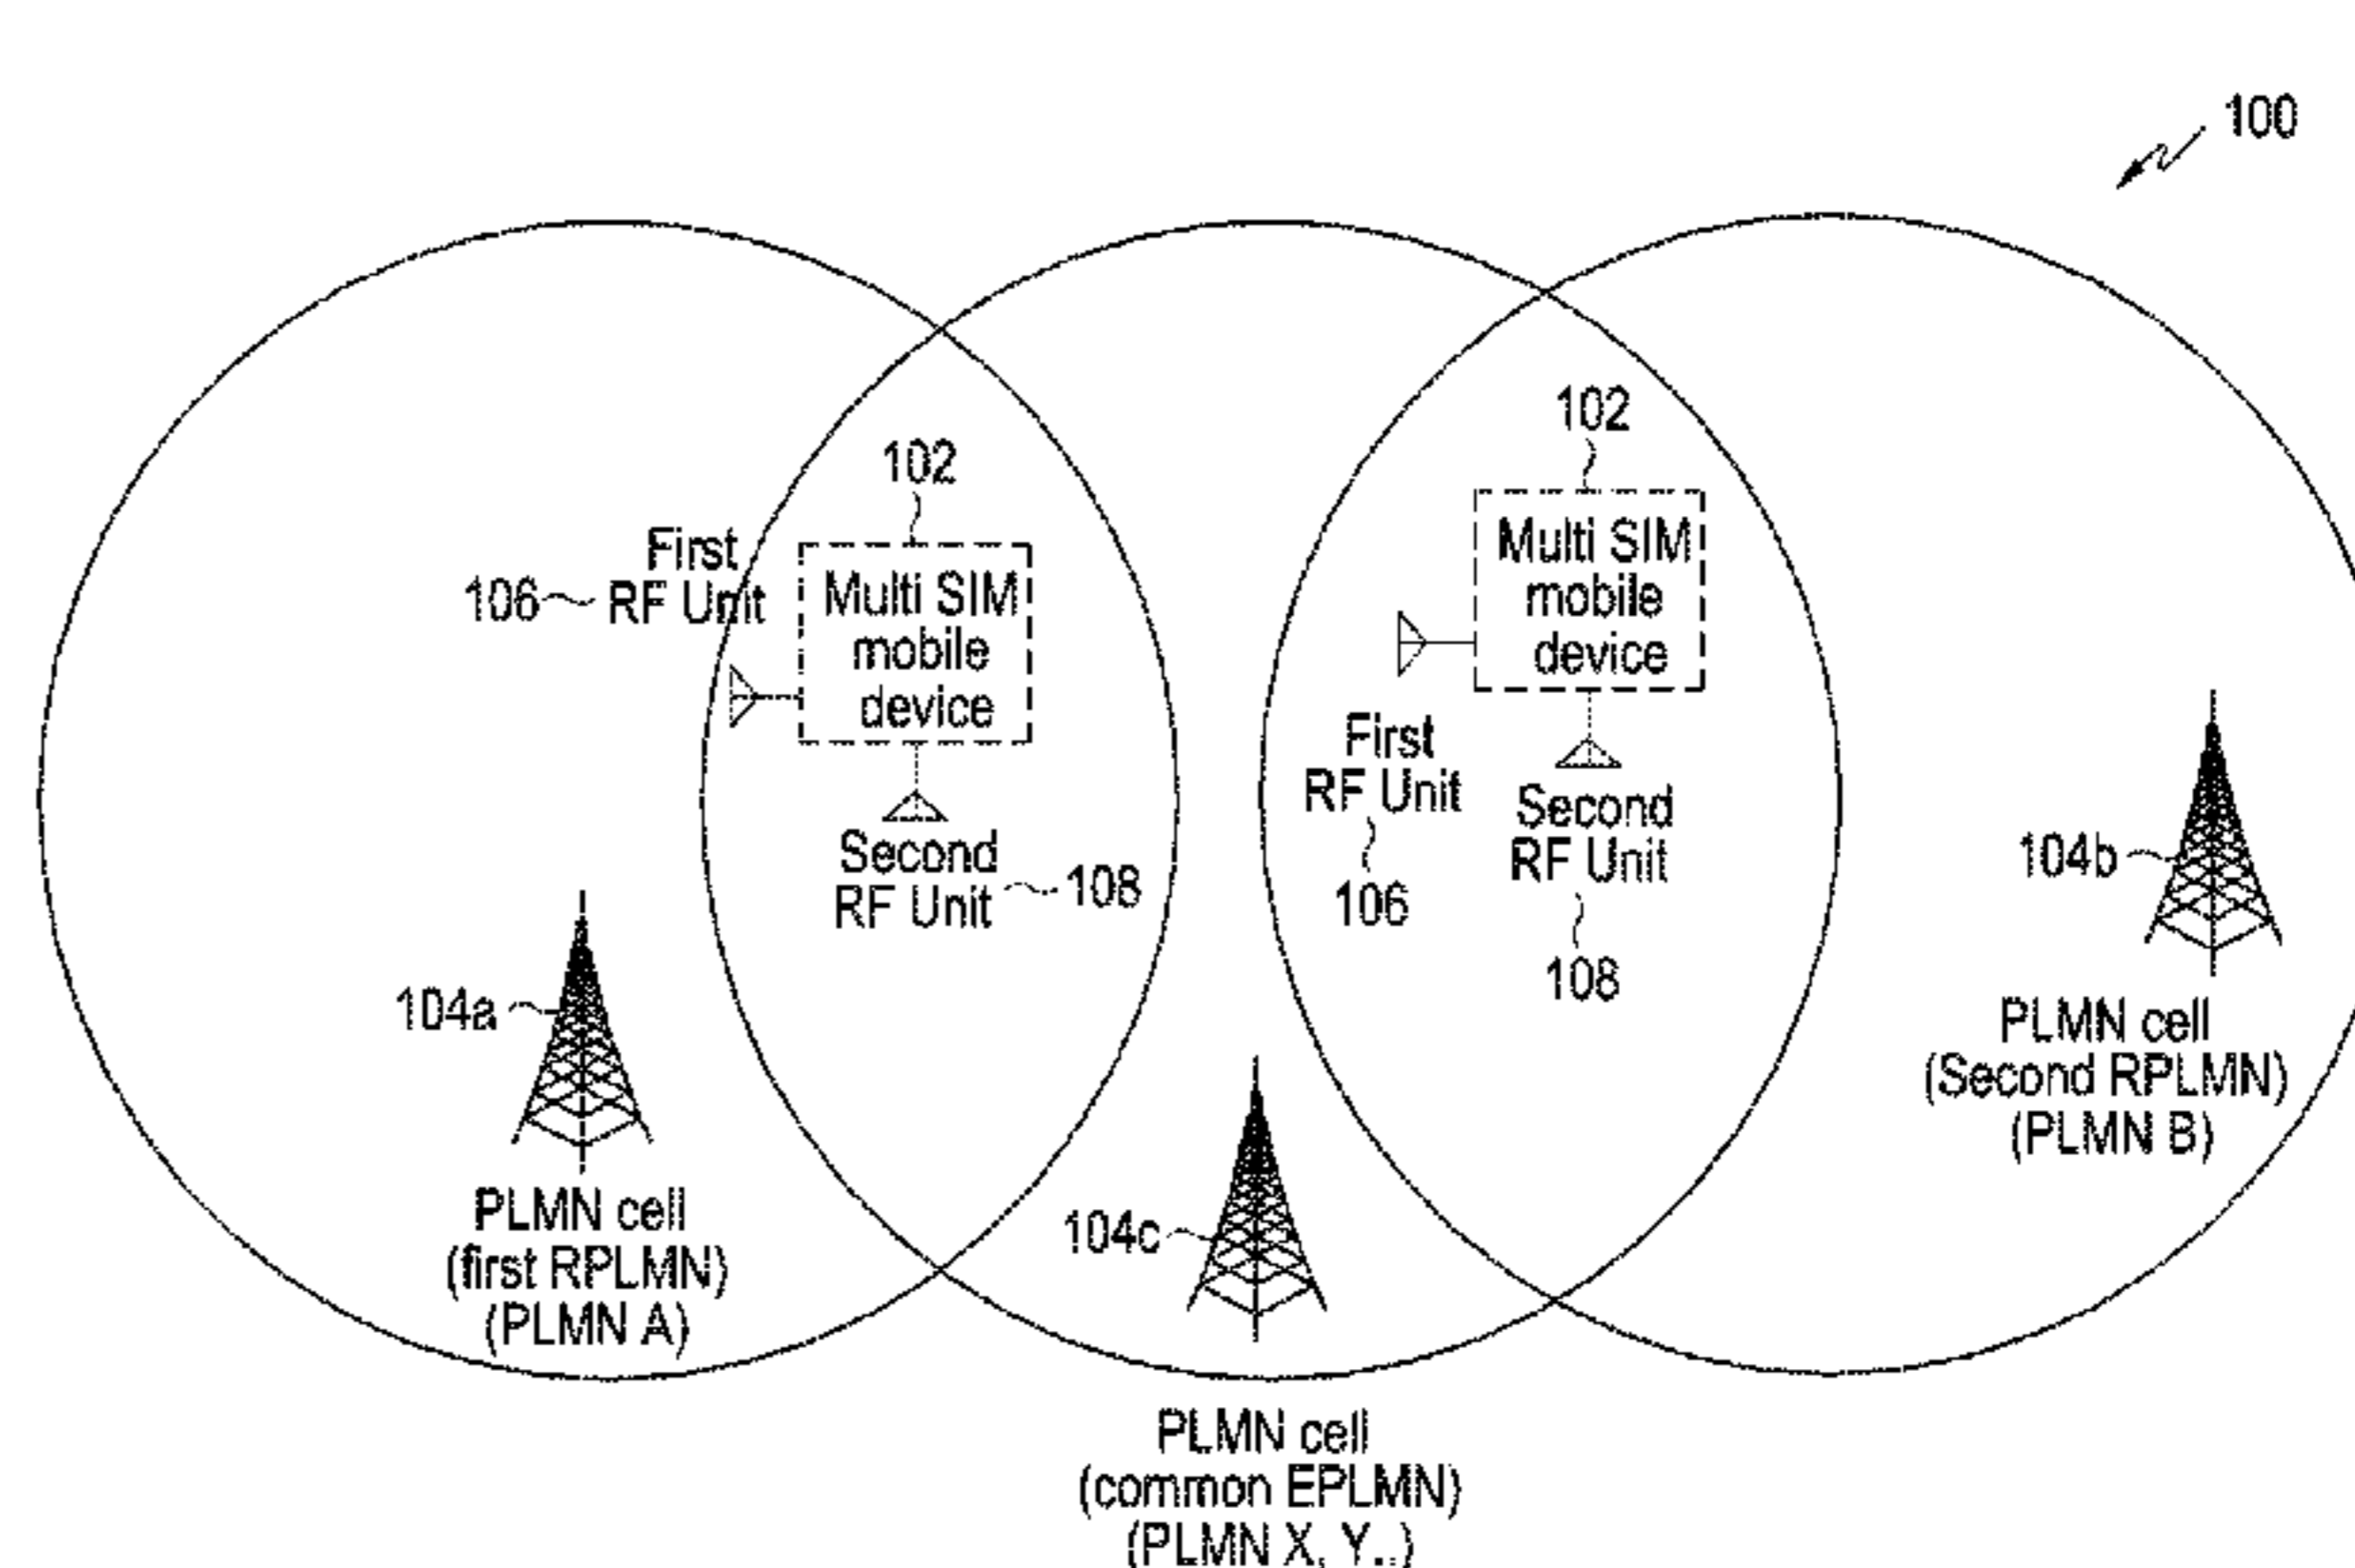 100
102
First
106 RF Unit
Multi SIM
mobile
device
Second
RF Unit 108
102
Multi SIM
mobile
device
First
RF Unit
106
Second
RF Unit
108
104a
PLMN cell
(first RPLMN)
(PLMN A)
104c
PLMN cell
(common EPLMN)
(PLMN X, Y..)
104b
PLMN cell
(Second RPLMN)
(PLMN B)